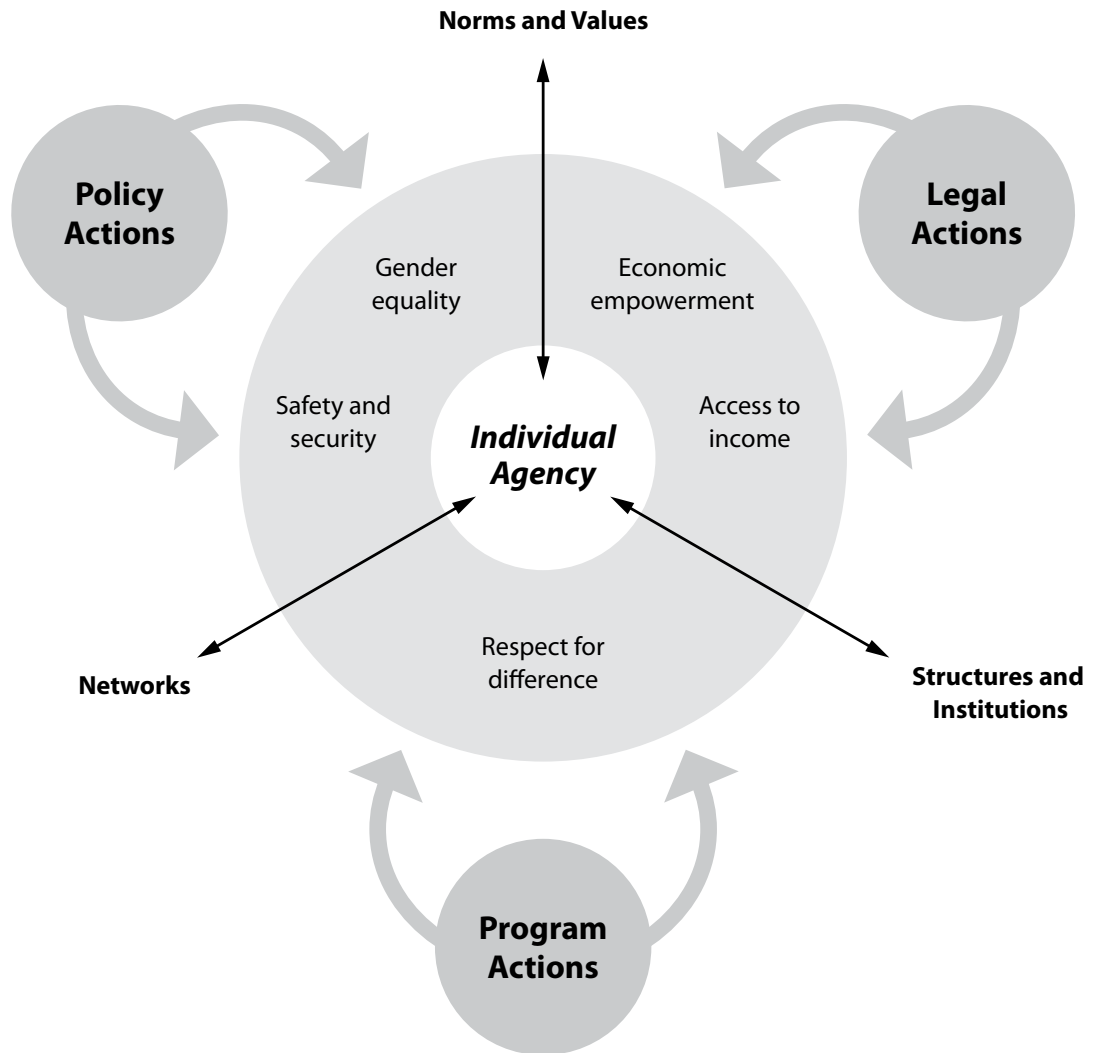 Norms and Values
Policy
Actions
Legal
Actions
Gender
equality
Economic
empowerment
Safety and
security
Individual
Agency
Access to
income
Respect for
difference
Networks
Structures and
Institutions
Program
Actions